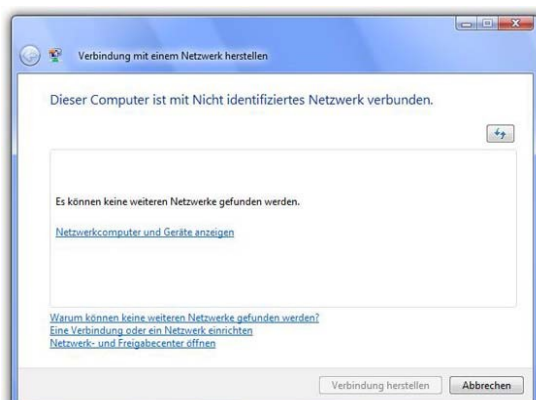 Verbindung mit einem Netzwerk herstellen
Dieser Computer ist mit Nicht identifiziertes Netzwerk verbunden.
Es können keine weiteren Netzwerke gefunden werden.
Netzwerkcomputer und Geräte anzeigen
Warum können keine weiteren Netzwerke gefunden werden?
Eine Verbindung oder ein Netzwerk einrichten
Netzwerk- und Freigabecenter öffnen
Verbindung herstellen
Abbrechen